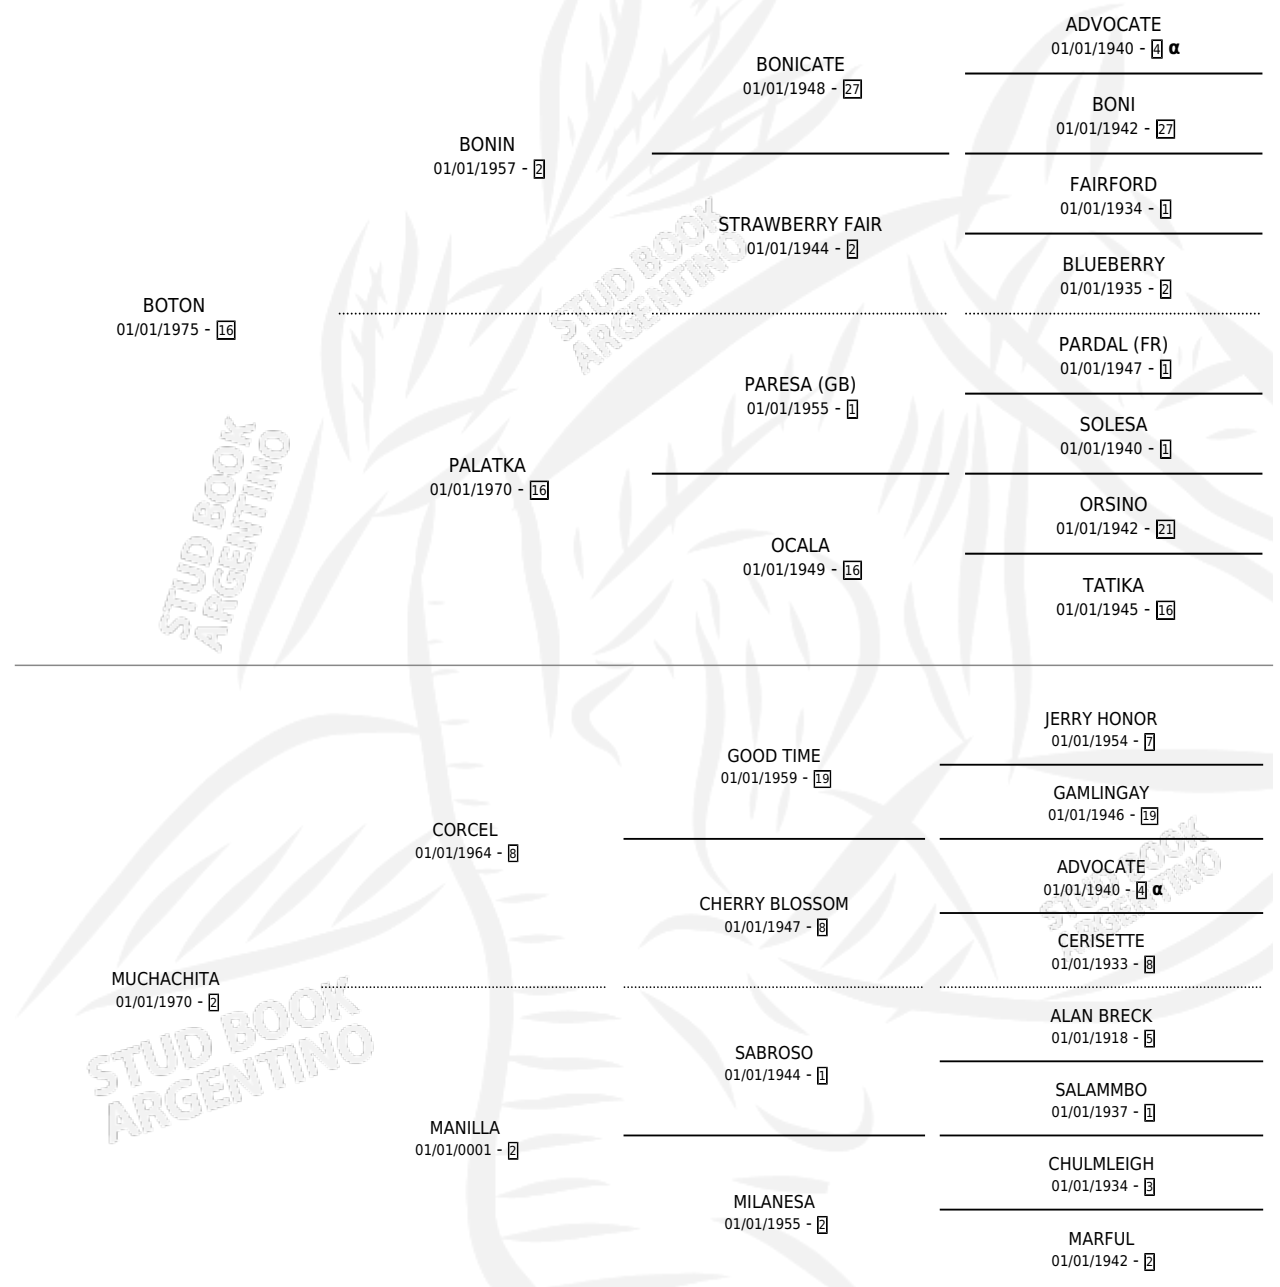 ADVOCATE
01/01/1940 - 4 α
BONICATE
01/01/1948 - 27
BONI
01/01/1942 - 27
BONIN
01/01/1957 - 2
FAIRFORD
01/01/1934 - 1
STRAWBERRY FAIR
01/01/1944 - 2
BLUEBERRY
01/01/1935 - 2
BOTON
01/01/1975 - 16
PARDAL (FR)
01/01/1947 - 1
PARESA (GB)
01/01/1955 - 1
SOLESA
01/01/1940 - 1
PALATKA
01/01/1970 - 16
ORSINO
01/01/1942 - 21
OCALA
01/01/1949 - 16
TATIKA
01/01/1945 - 16
JERRY HONOR
01/01/1954 - 7
GOOD TIME
01/01/1959 - 19
GAMLINGAY
01/01/1946 - 19
CORCEL
01/01/1964 - 8
ADVOCATE
01/01/1940 - 4 α
CHERRY BLOSSOM
01/01/1947 - 8
CERISETTE
01/01/1933 - 8
MUCHACHITA
01/01/1970 - 2
ALAN BRECK
01/01/1918 - 5
SABROSO
01/01/1944 - 1
SALAMMBO
01/01/1937 - 1
MANILLA
01/01/0001 - 2
CHULMLEIGH
01/01/1934 - 3
MILANESA
01/01/1955 - 2
MARFUL
01/01/1942 - 2
STUD BOOK
ARGENTINO
STUD BOOK
ARGENTINO
STUD BOOK
ARGENTINO
STUD BOOK
ARGENTINO